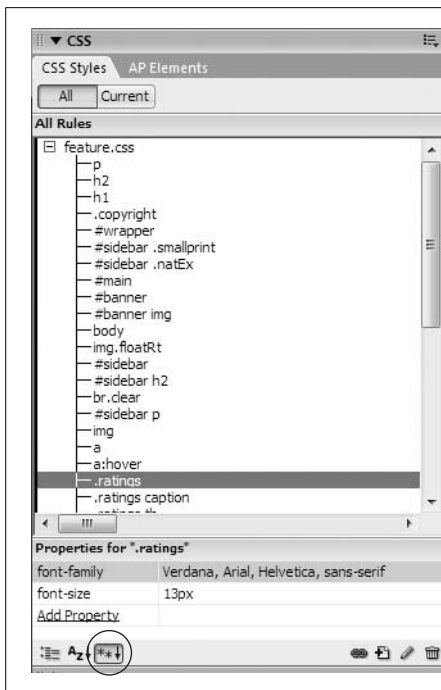 CSS
CSS Styles AP Elements
All Current
All Rules
feature.css
p
h2
h1
.copyright
#wrapper
#sidebar .smallprint
#sidebar .natEx
#main
#banner
#banner img
body
img.floatRt
#sidebar
#sidebar h2
br.clear
#sidebar p
img
a
a:hover
.ratings
.ratings caption
Properties for ".ratings"
font-family Verdana, Arial, Helvetica, sans-serif
font-size 13px
Add Property
Az↓ **↓